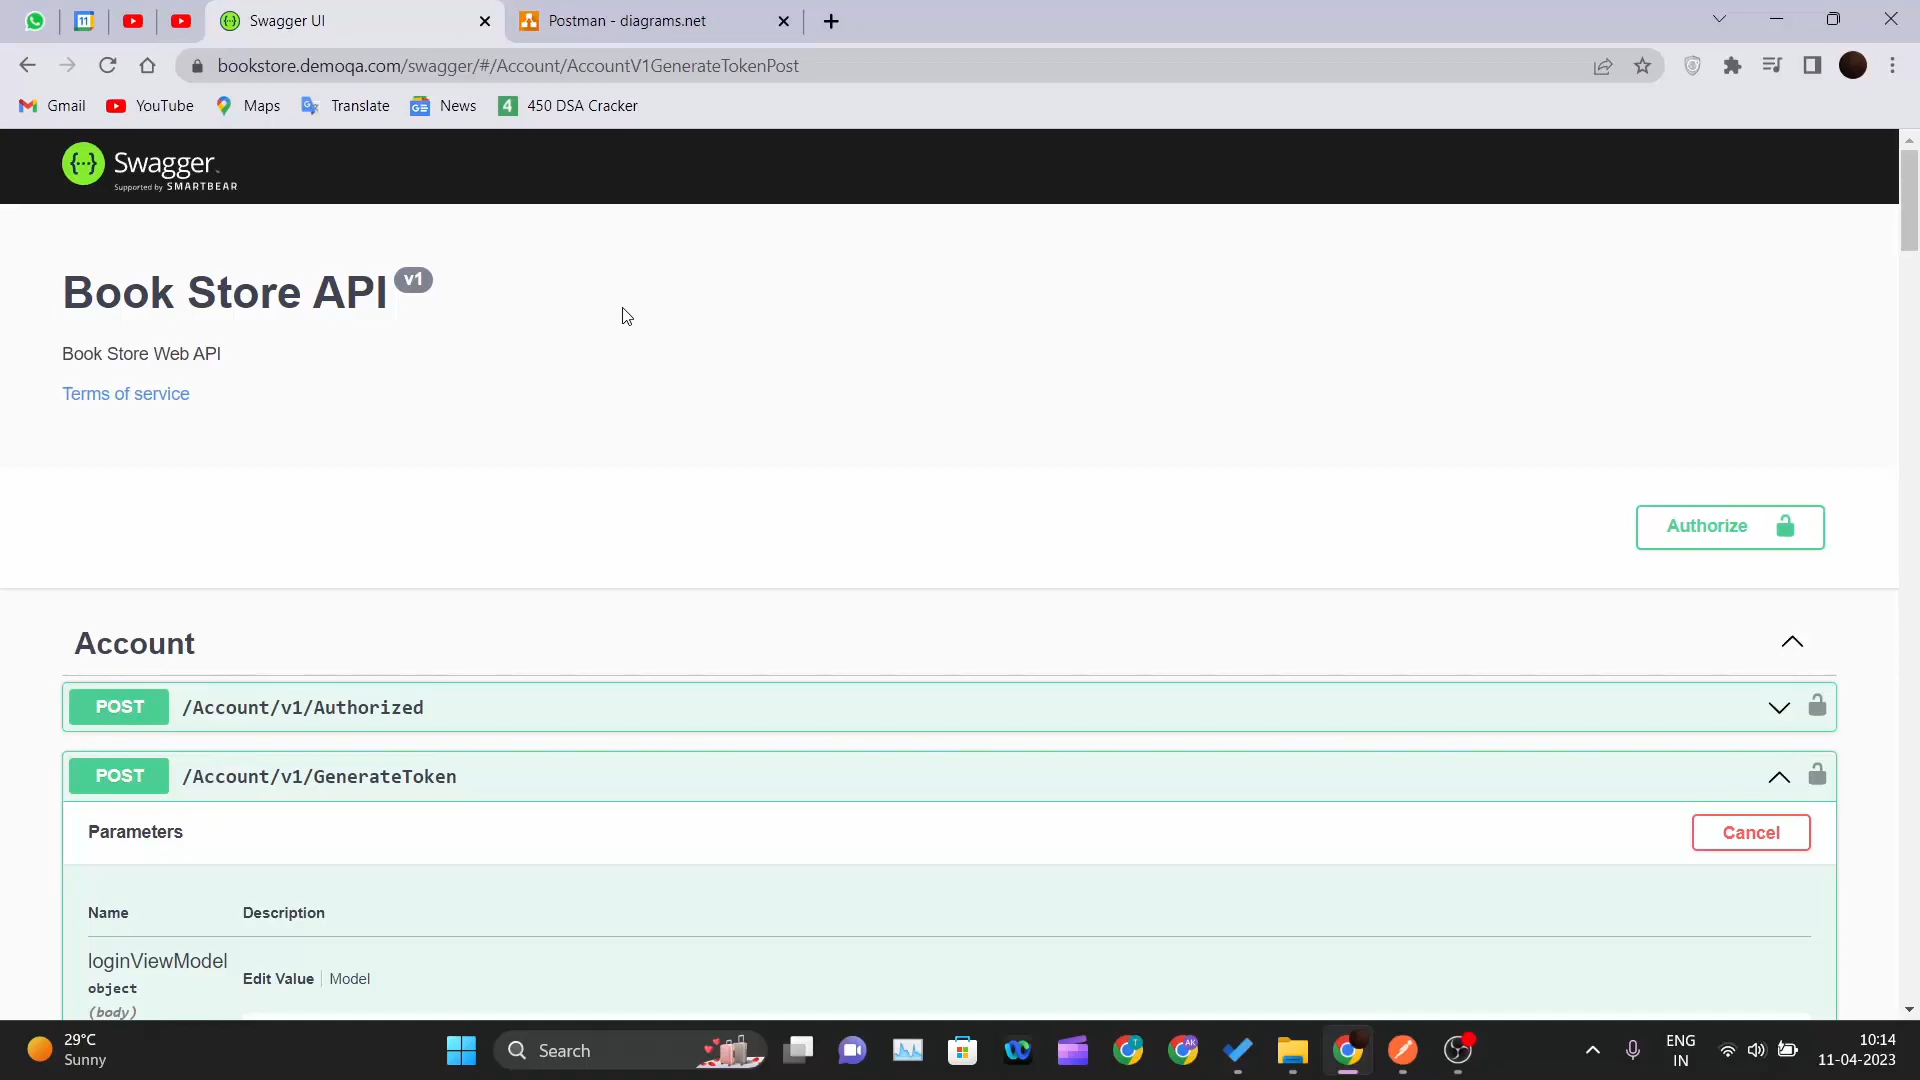 11
Swagger UI
Postman - diagrams.net
bookstore.demoqa.com/swagger/#/Account/AccountV1GenerateTokenPost
Gmail
YouTube
Maps
Translate
News
4
450 DSA Cracker
{···} Swagger
Supported by SMARTBEAR
Book Store API v1
Book Store Web API
Terms of service
Authorize
Account
POST /Account/v1/Authorized
POST /Account/v1/GenerateToken
Parameters
Cancel
Name Description
loginViewModel
object
(body)
Edit Value Model
29°C
Sunny
Search
T
AK
ENG
IN
10:14
11-04-2023